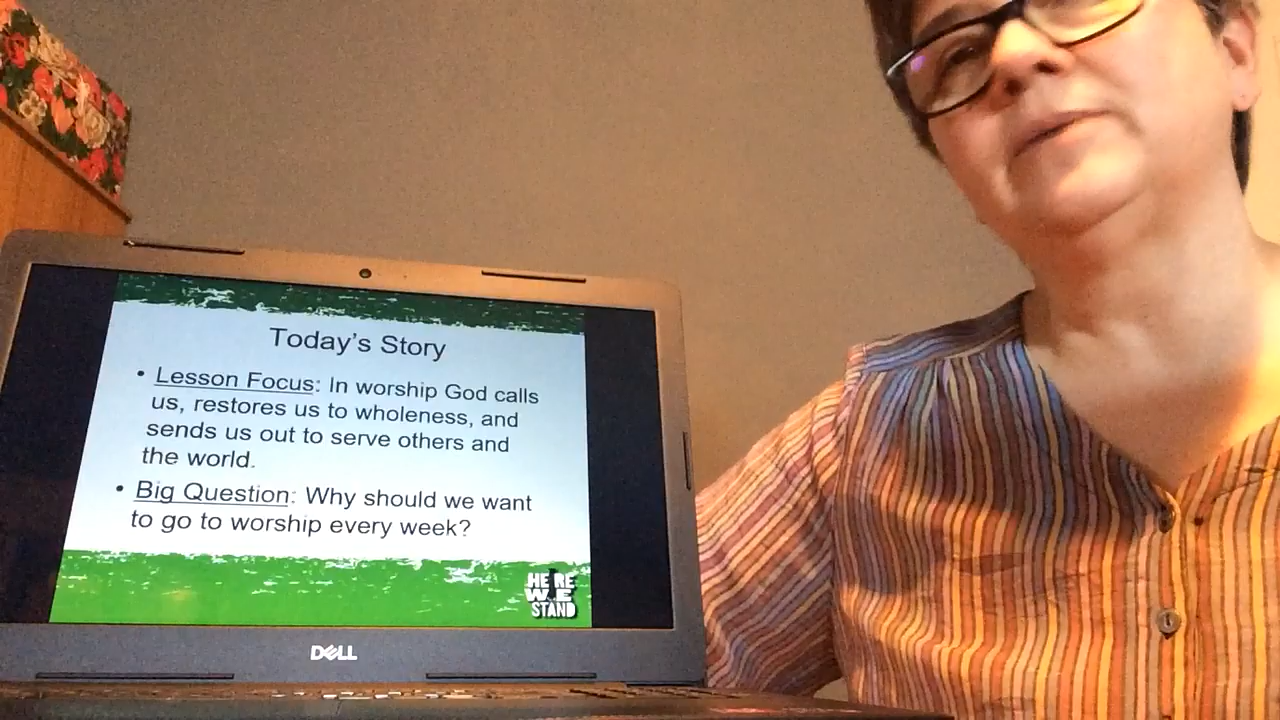 Today's Story
• Lesson Focus: In worship God calls
us, restores us to wholeness, and
sends us out to serve others and
the world.
• Big Question: Why should we want
to go to worship every week?
HERE
WE
STAND
DELL